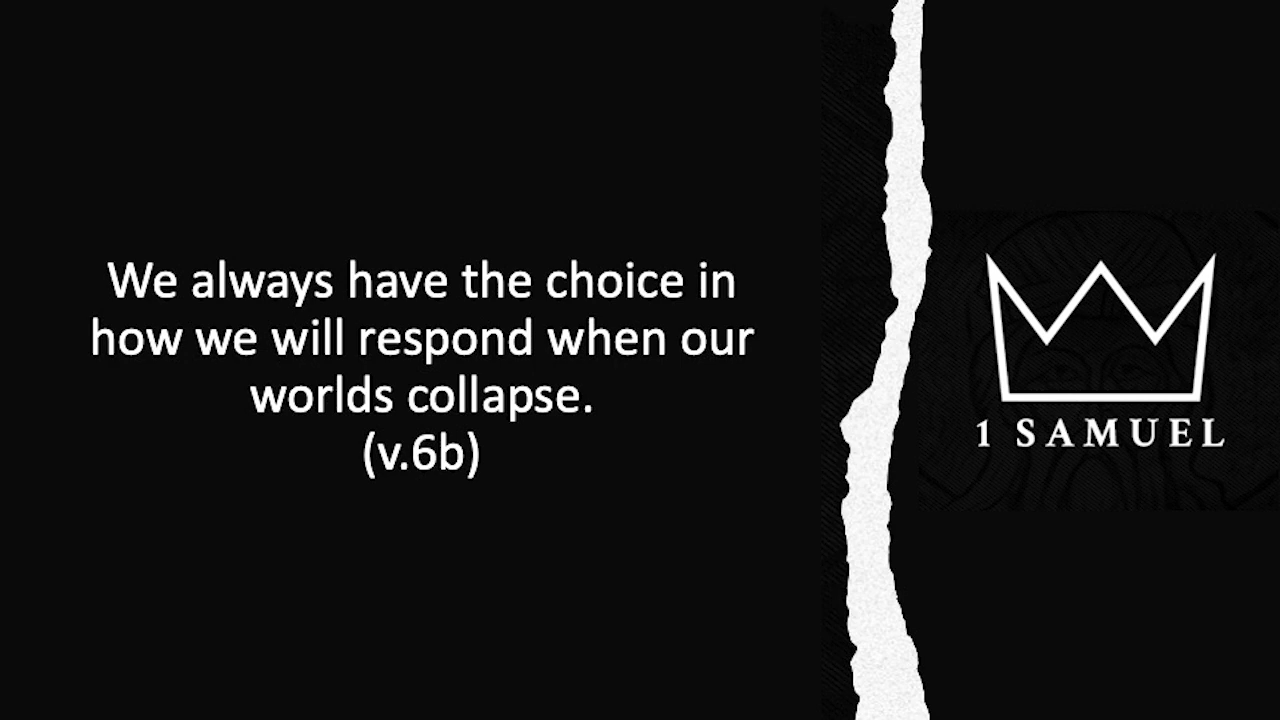 We always have the choice in
how we will respond when our
worlds collapse.
(v.6b)
1 SAMUEL